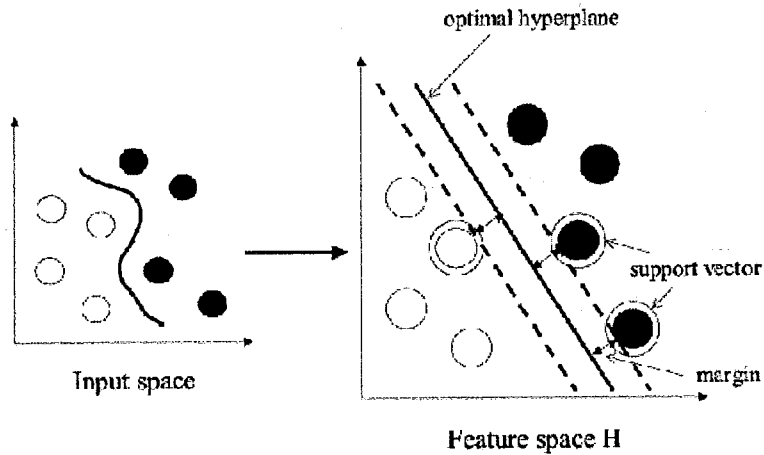 optimal hyperplane
support vector
margin
Input space
Feature space H